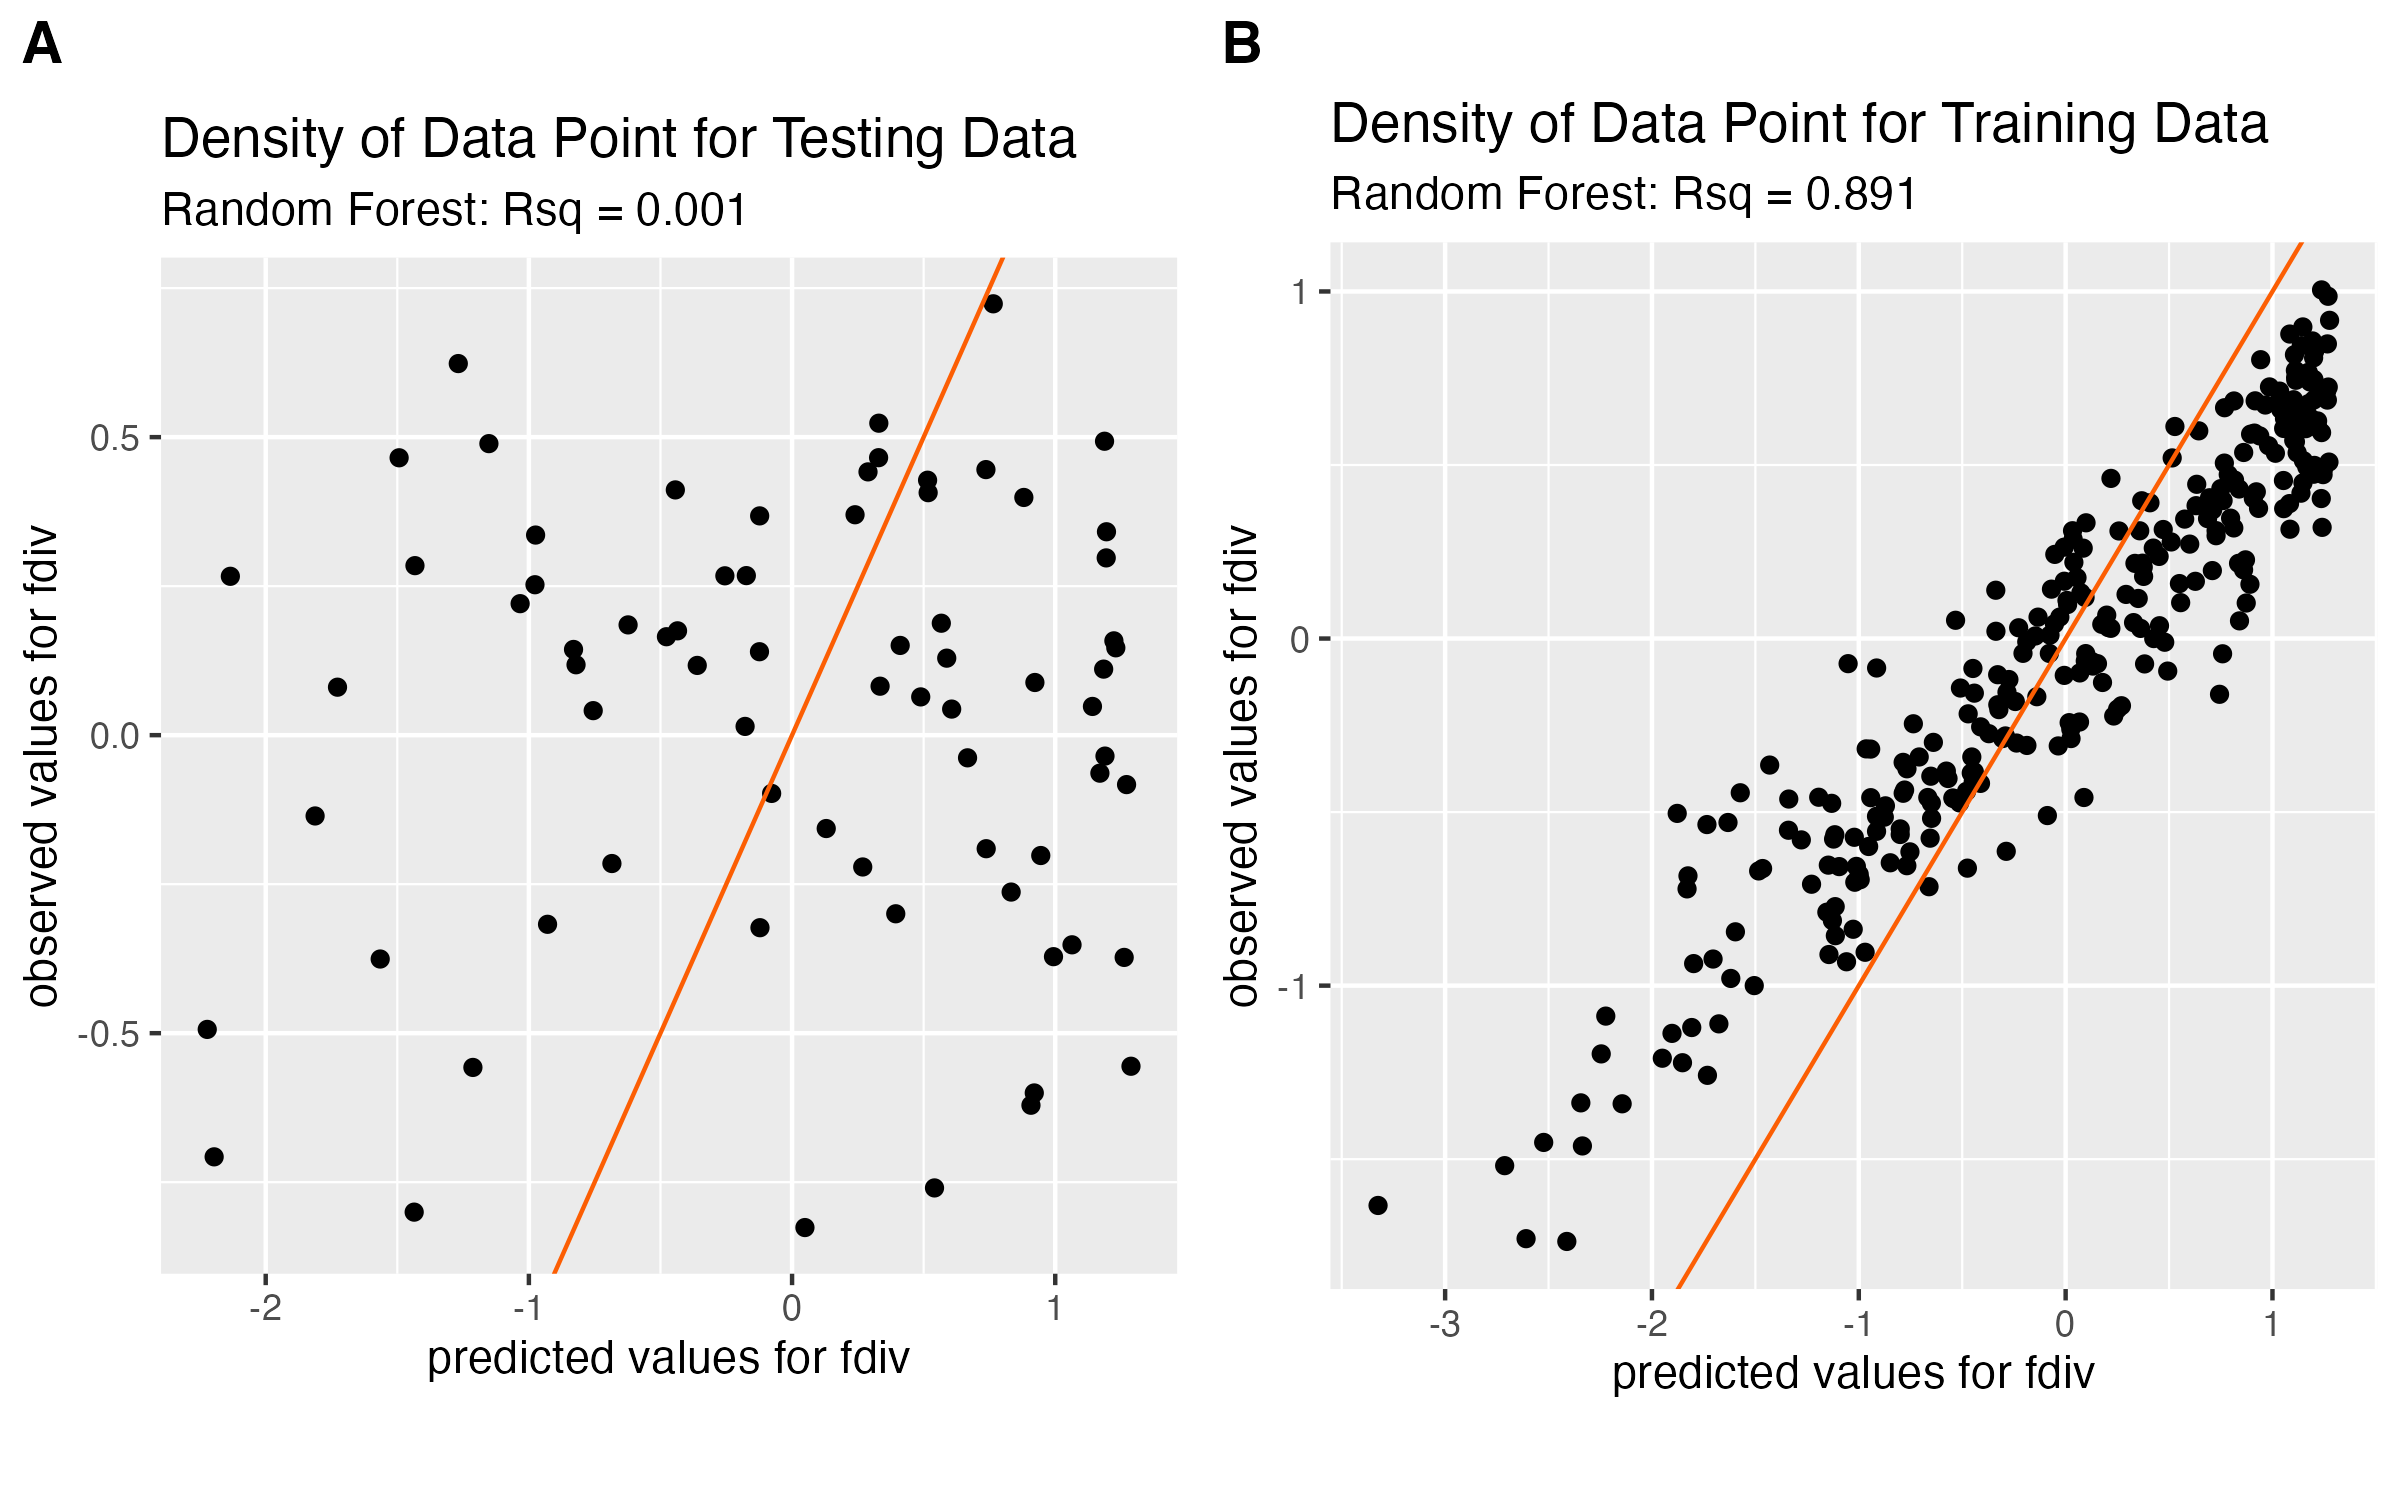 A
Density of Data Point for Testing Data
Random Forest: Rsq = 0.001
observed values for fdiv
0.5
0.0
-0.5
-2
-1
0
1
predicted values for fdiv
B
Density of Data Point for Training Data
Random Forest: Rsq = 0.891
observed values for fdiv
1
0
-1
-3
-2
-1
0
1
predicted values for fdiv